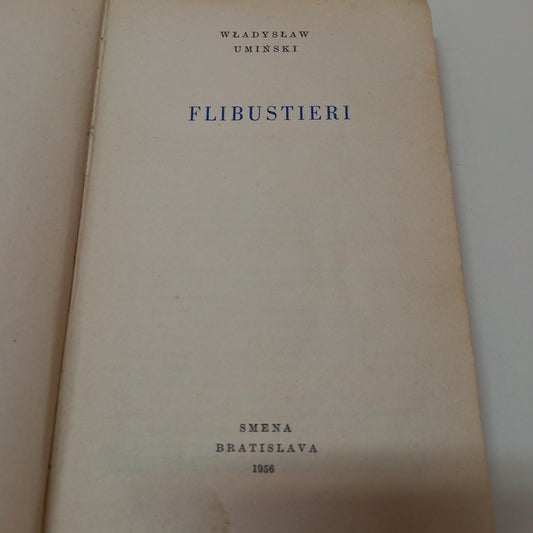 WŁADYSŁAW
UMIŃSKI
FLIBUSTIERI
SMENA
BRATISLAVA
1956